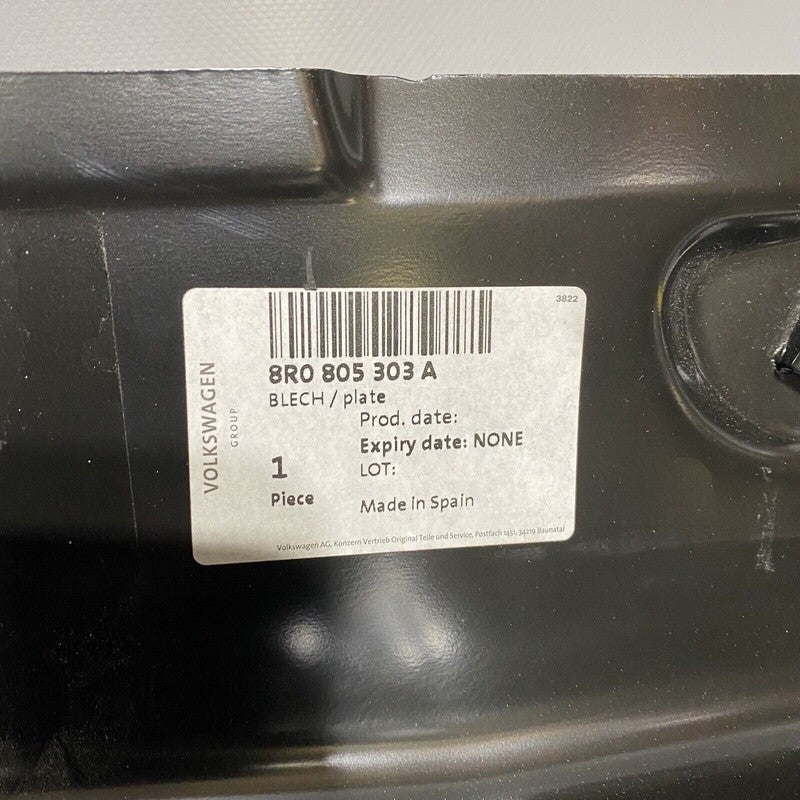 3822
8R0 805 303 A
BLECH / plate
Prod. date:
Expiry date: NONE
1
LOT:
Piece
Made in Spain
VOLKSWAGEN
GROUP
Volkswagen AG, Konzern Vertrieb Original Teile und Service, Postfach 1451, 34219 Baunatal